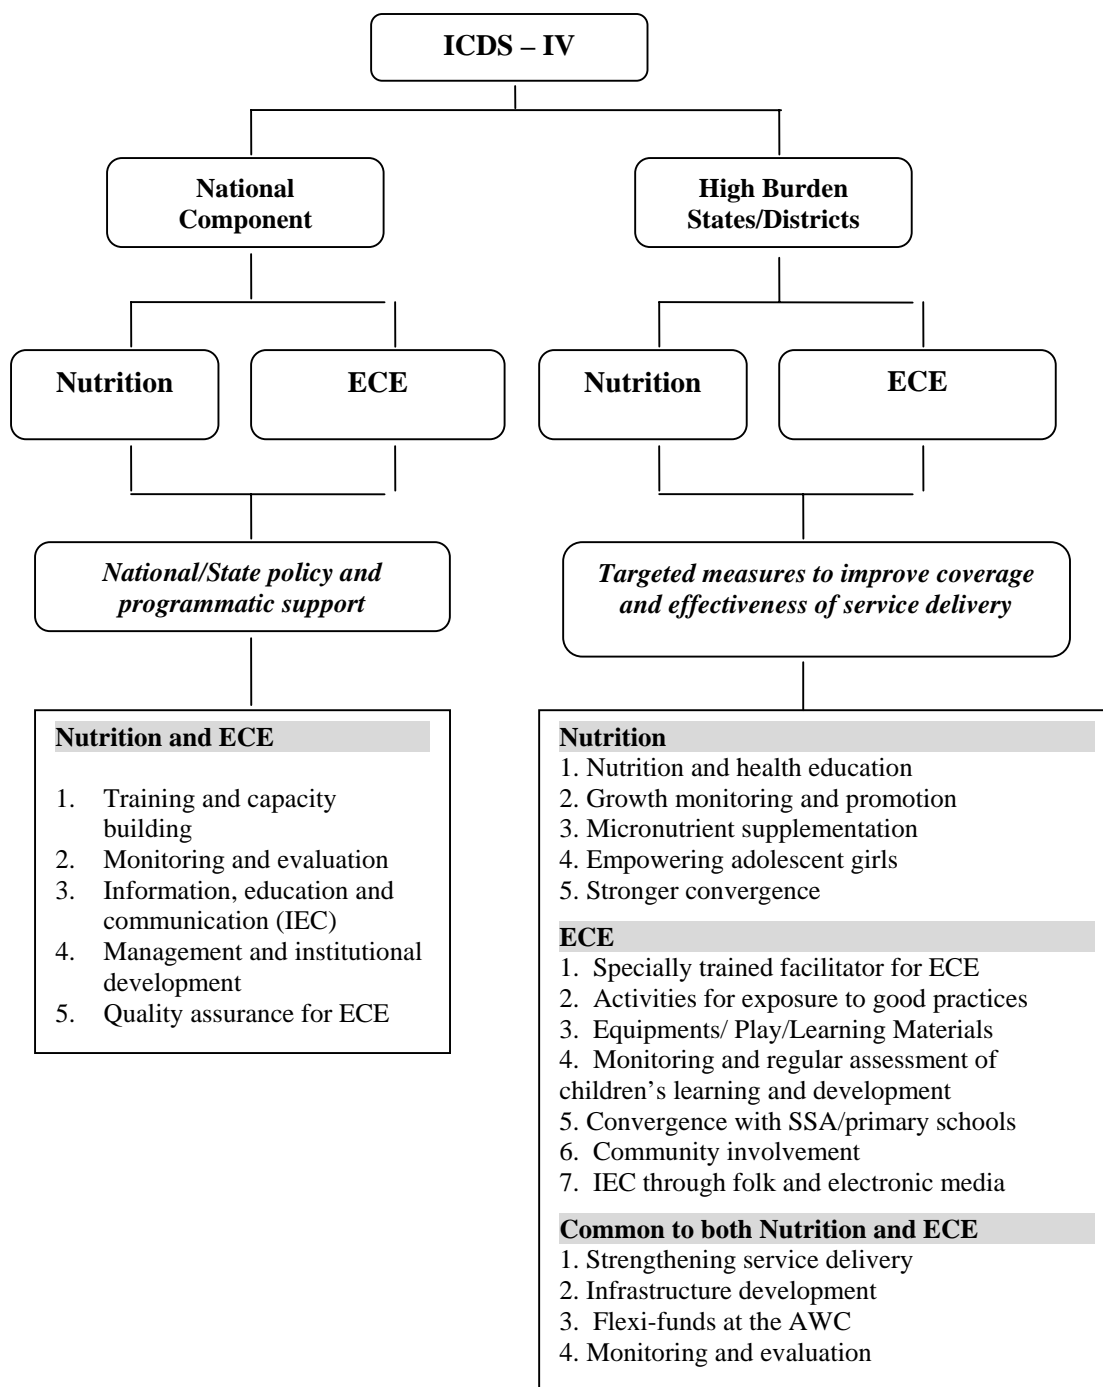 ICDS – IV
National
Component
High Burden
States/Districts
Nutrition
ECE
Nutrition
ECE
National/State policy and
programmatic support
Targeted measures to improve coverage
and effectiveness of service delivery
Nutrition and ECE
1. Training and capacity
building
2. Monitoring and evaluation
3. Information, education and
communication (IEC)
4. Management and institutional
development
5. Quality assurance for ECE
Nutrition
1. Nutrition and health education
2. Growth monitoring and promotion
3. Micronutrient supplementation
4. Empowering adolescent girls
5. Stronger convergence
ECE
1. Specially trained facilitator for ECE
2. Activities for exposure to good practices
3. Equipments/ Play/Learning Materials
4. Monitoring and regular assessment of
children’s learning and development
5. Convergence with SSA/primary schools
6. Community involvement
7. IEC through folk and electronic media
Common to both Nutrition and ECE
1. Strengthening service delivery
2. Infrastructure development
3. Flexi-funds at the AWC
4. Monitoring and evaluation